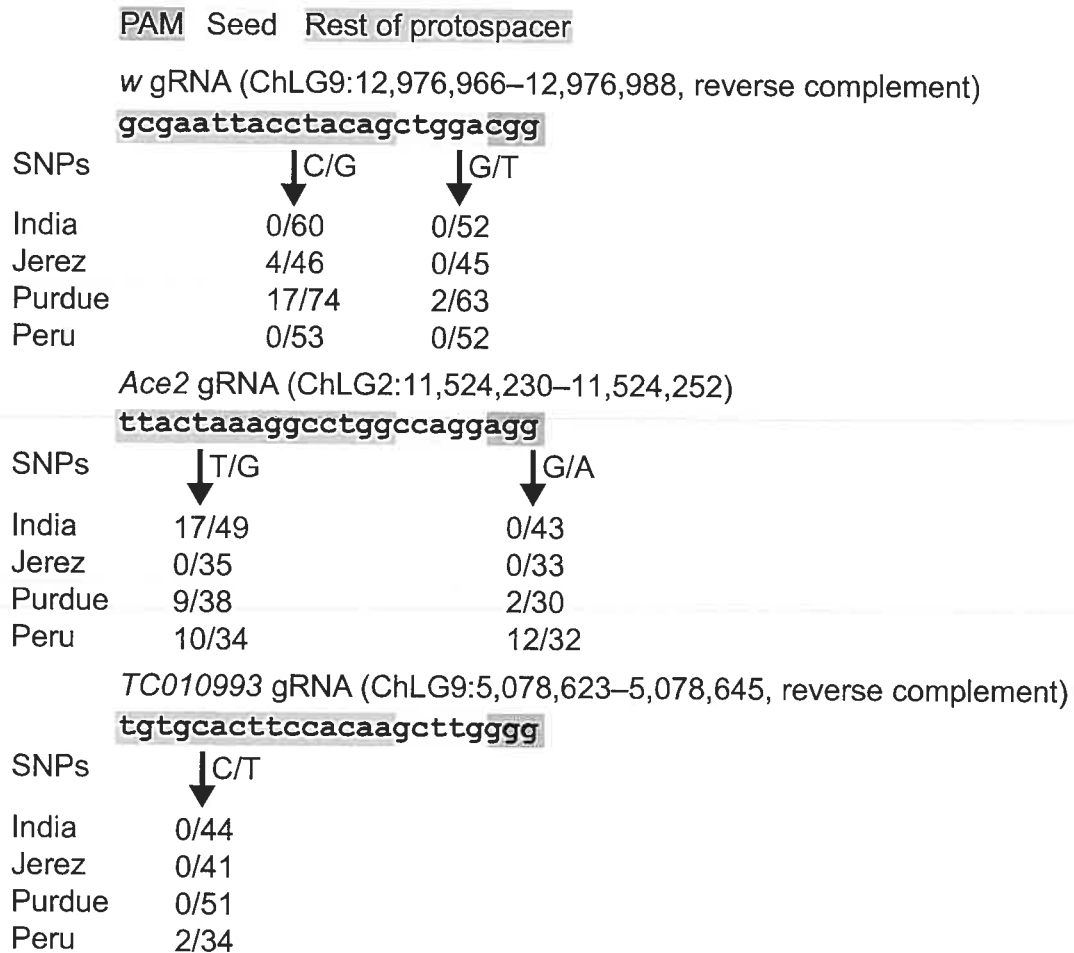 PAM Seed Rest of protospacer
w gRNA (ChLG9:12,976,966–12,976,988, reverse complement)
gcgaattacctacagctggacgg
SNPs C/G G/T
India 0/60 0/52
Jerez 4/46 0/45
Purdue 17/74 2/63
Peru 0/53 0/52
Ace2 gRNA (ChLG2:11,524,230–11,524,252)
ttactaaaggcctggccaggagg
SNPs T/G G/A
India 17/49 0/43
Jerez 0/35 0/33
Purdue 9/38 2/30
Peru 10/34 12/32
TC010993 gRNA (ChLG9:5,078,623–5,078,645, reverse complement)
tgtgcacttccacaagcttgggg
SNPs C/T
India 0/44
Jerez 0/41
Purdue 0/51
Peru 2/34